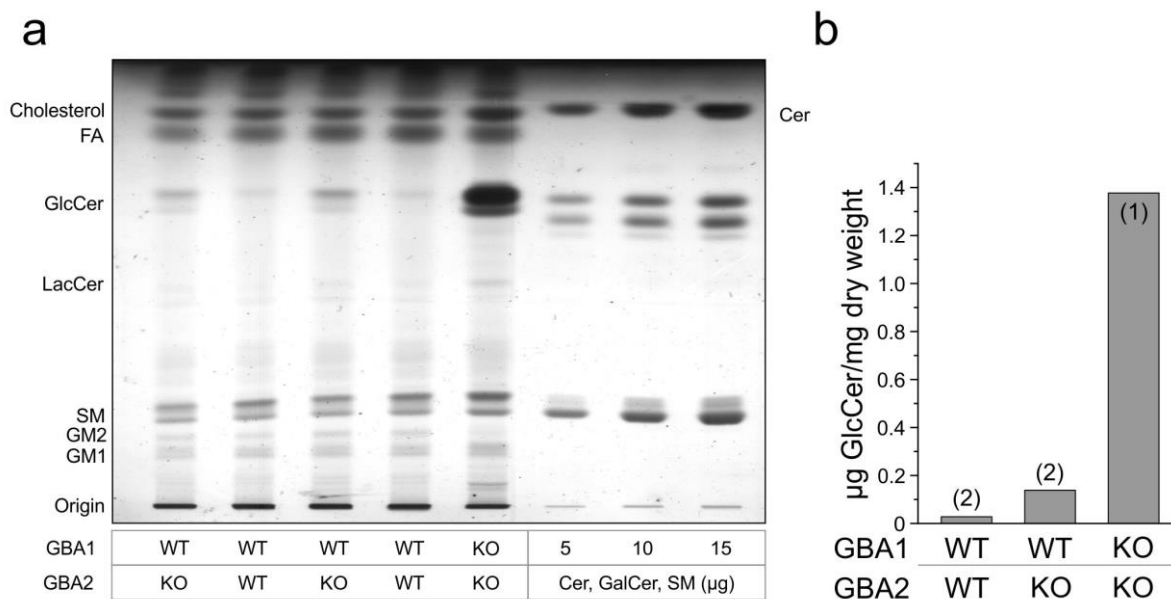 a
Cholesterol
FA
GlcCer
LacCer
SM
GM2
GM1
Origin
Cer
GBA1 WT WT WT WT KO 5 10 15
GBA2 KO WT KO WT KO Cer, GalCer, SM (µg)
b
µg GlcCer/mg dry weight
1.4
1.2
1.0
0.8
0.6
0.4
0.2
0
(2) (2) (1)
GBA1 WT WT KO
GBA2 WT KO KO